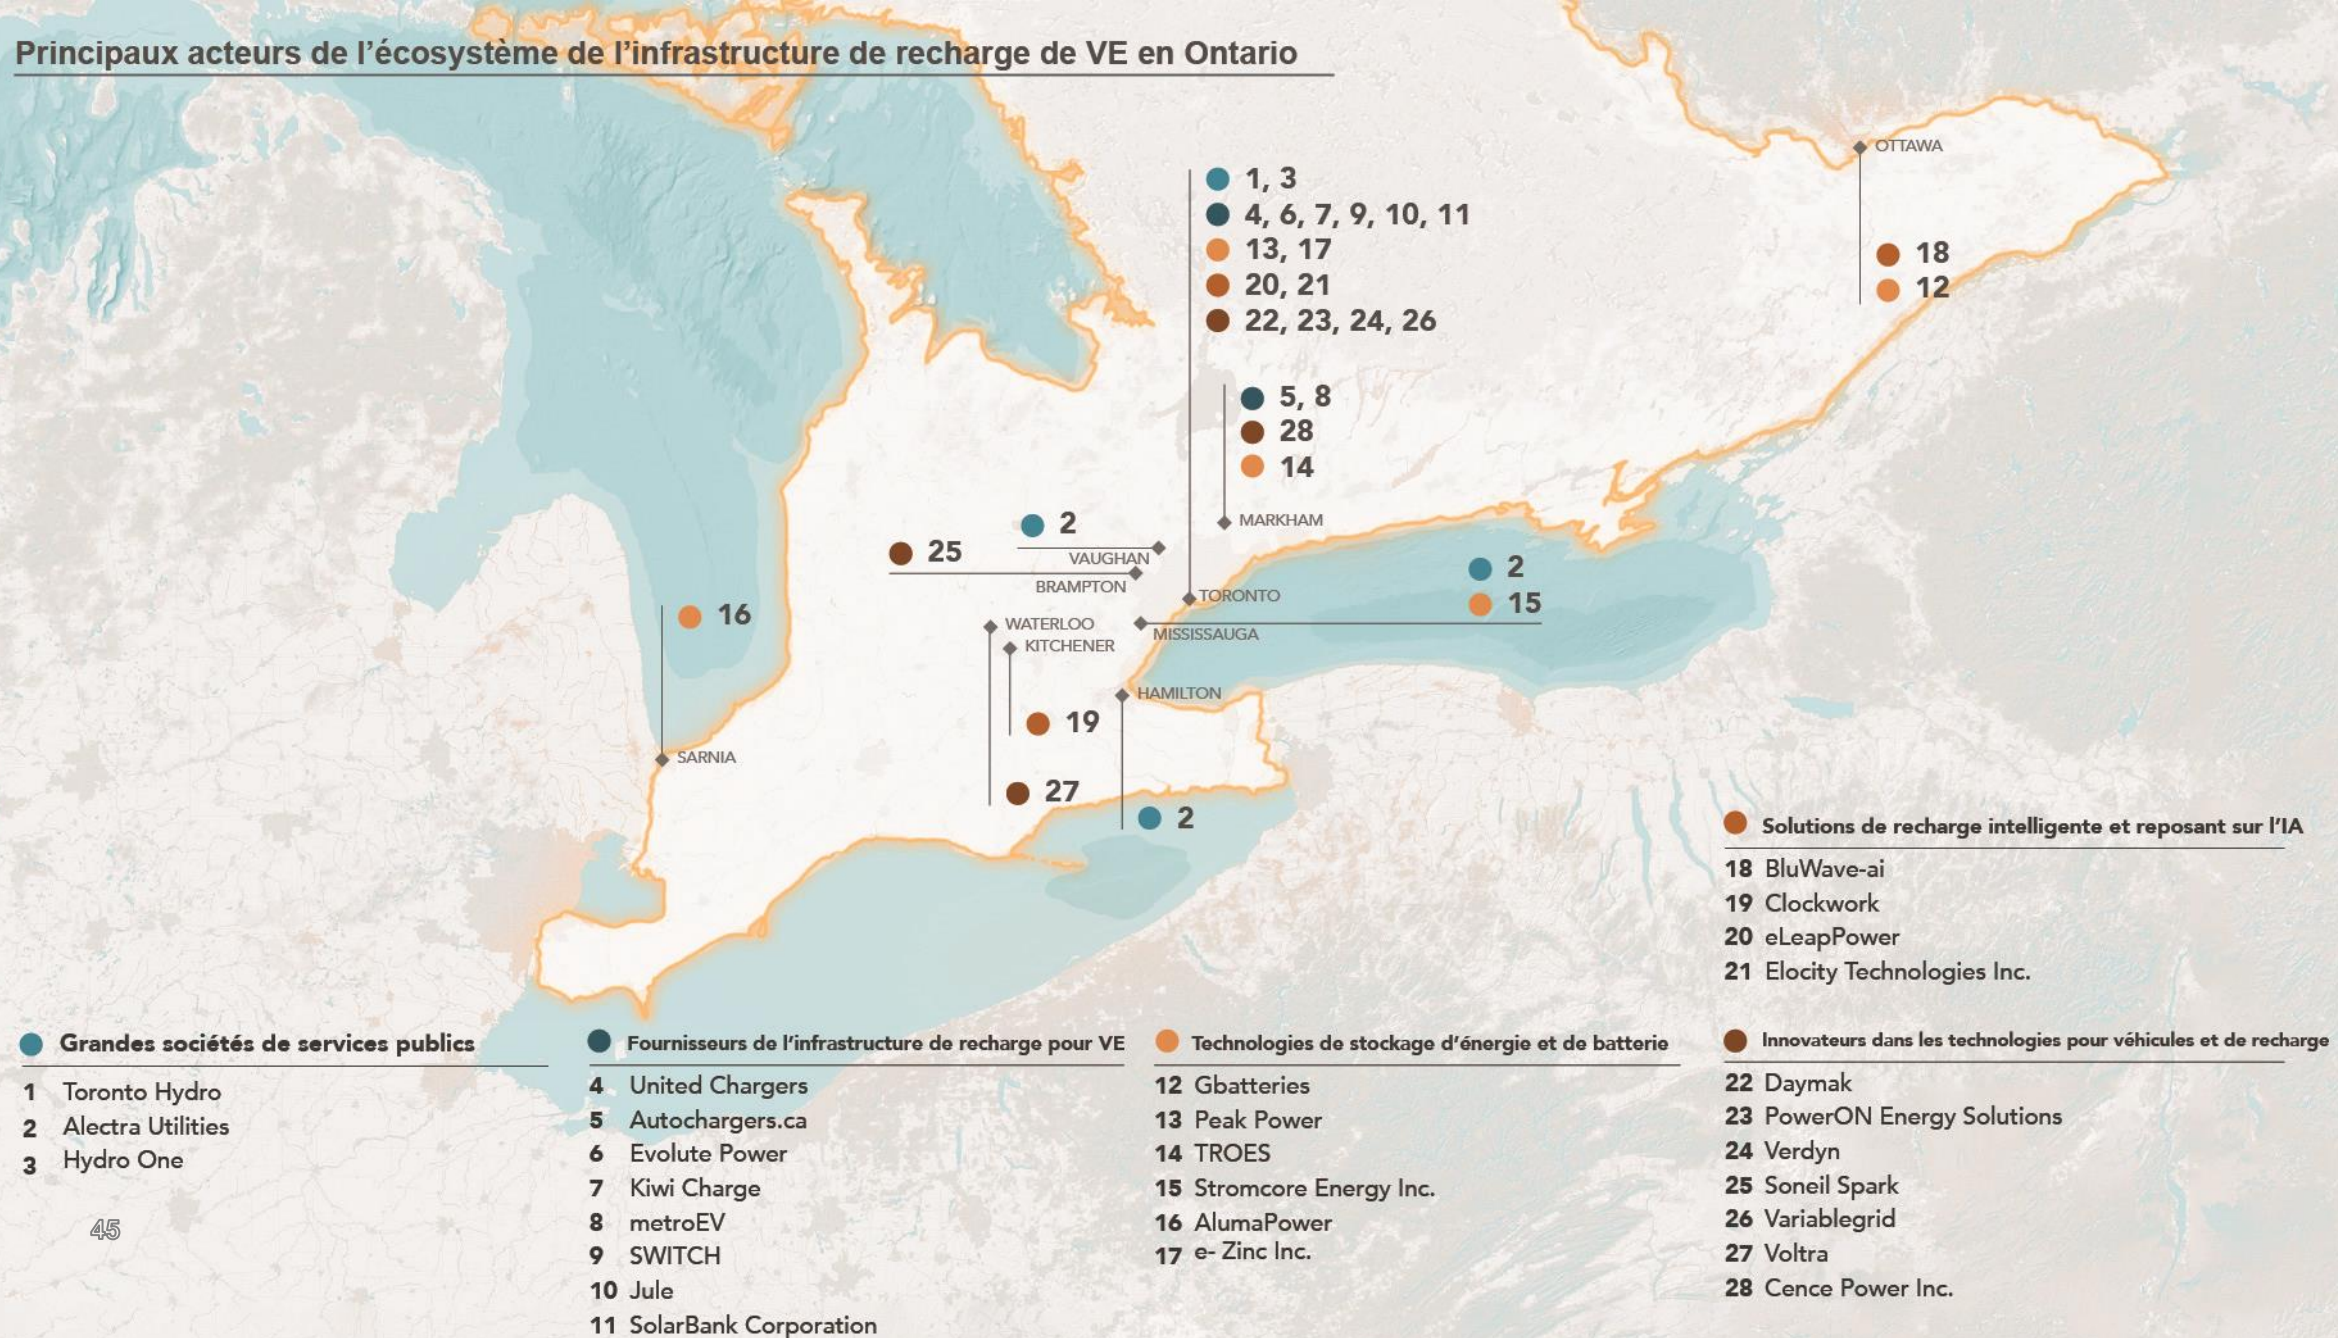 Principaux acteurs de l'écosystème de l'infrastructure de recharge de VE en Ontario
OTTAWA
18
12
1, 3
4, 6, 7, 9, 10, 11
13, 17
20, 21
22, 23, 24, 26
5, 8
28
14
MARKHAM
2
VAUGHAN
25
BRAMPTON
TORONTO
2
15
MISSISSAUGA
16
SARNIA
WATERLOO
KITCHENER
19
27
HAMILTON
2
Solutions de recharge intelligente et reposant sur l'IA
18 BluWave-ai
19 Clockwork
20 eLeapPower
21 Elocity Technologies Inc.
Grandes sociétés de services publics
1 Toronto Hydro
2 Alectra Utilities
3 Hydro One
Fournisseurs de l'infrastructure de recharge pour VE
4 United Chargers
5 Autochargers.ca
6 Evolute Power
7 Kiwi Charge
8 metroEV
9 SWITCH
10 Jule
11 SolarBank Corporation
Technologies de stockage d'énergie et de batterie
12 Gbatteries
13 Peak Power
14 TROES
15 Stromcore Energy Inc.
16 AlumaPower
17 e- Zinc Inc.
Innovateurs dans les technologies pour véhicules et de recharge
22 Daymak
23 PowerON Energy Solutions
24 Verdyn
25 Soneil Spark
26 Variablegrid
27 Voltra
28 Cence Power Inc.
45